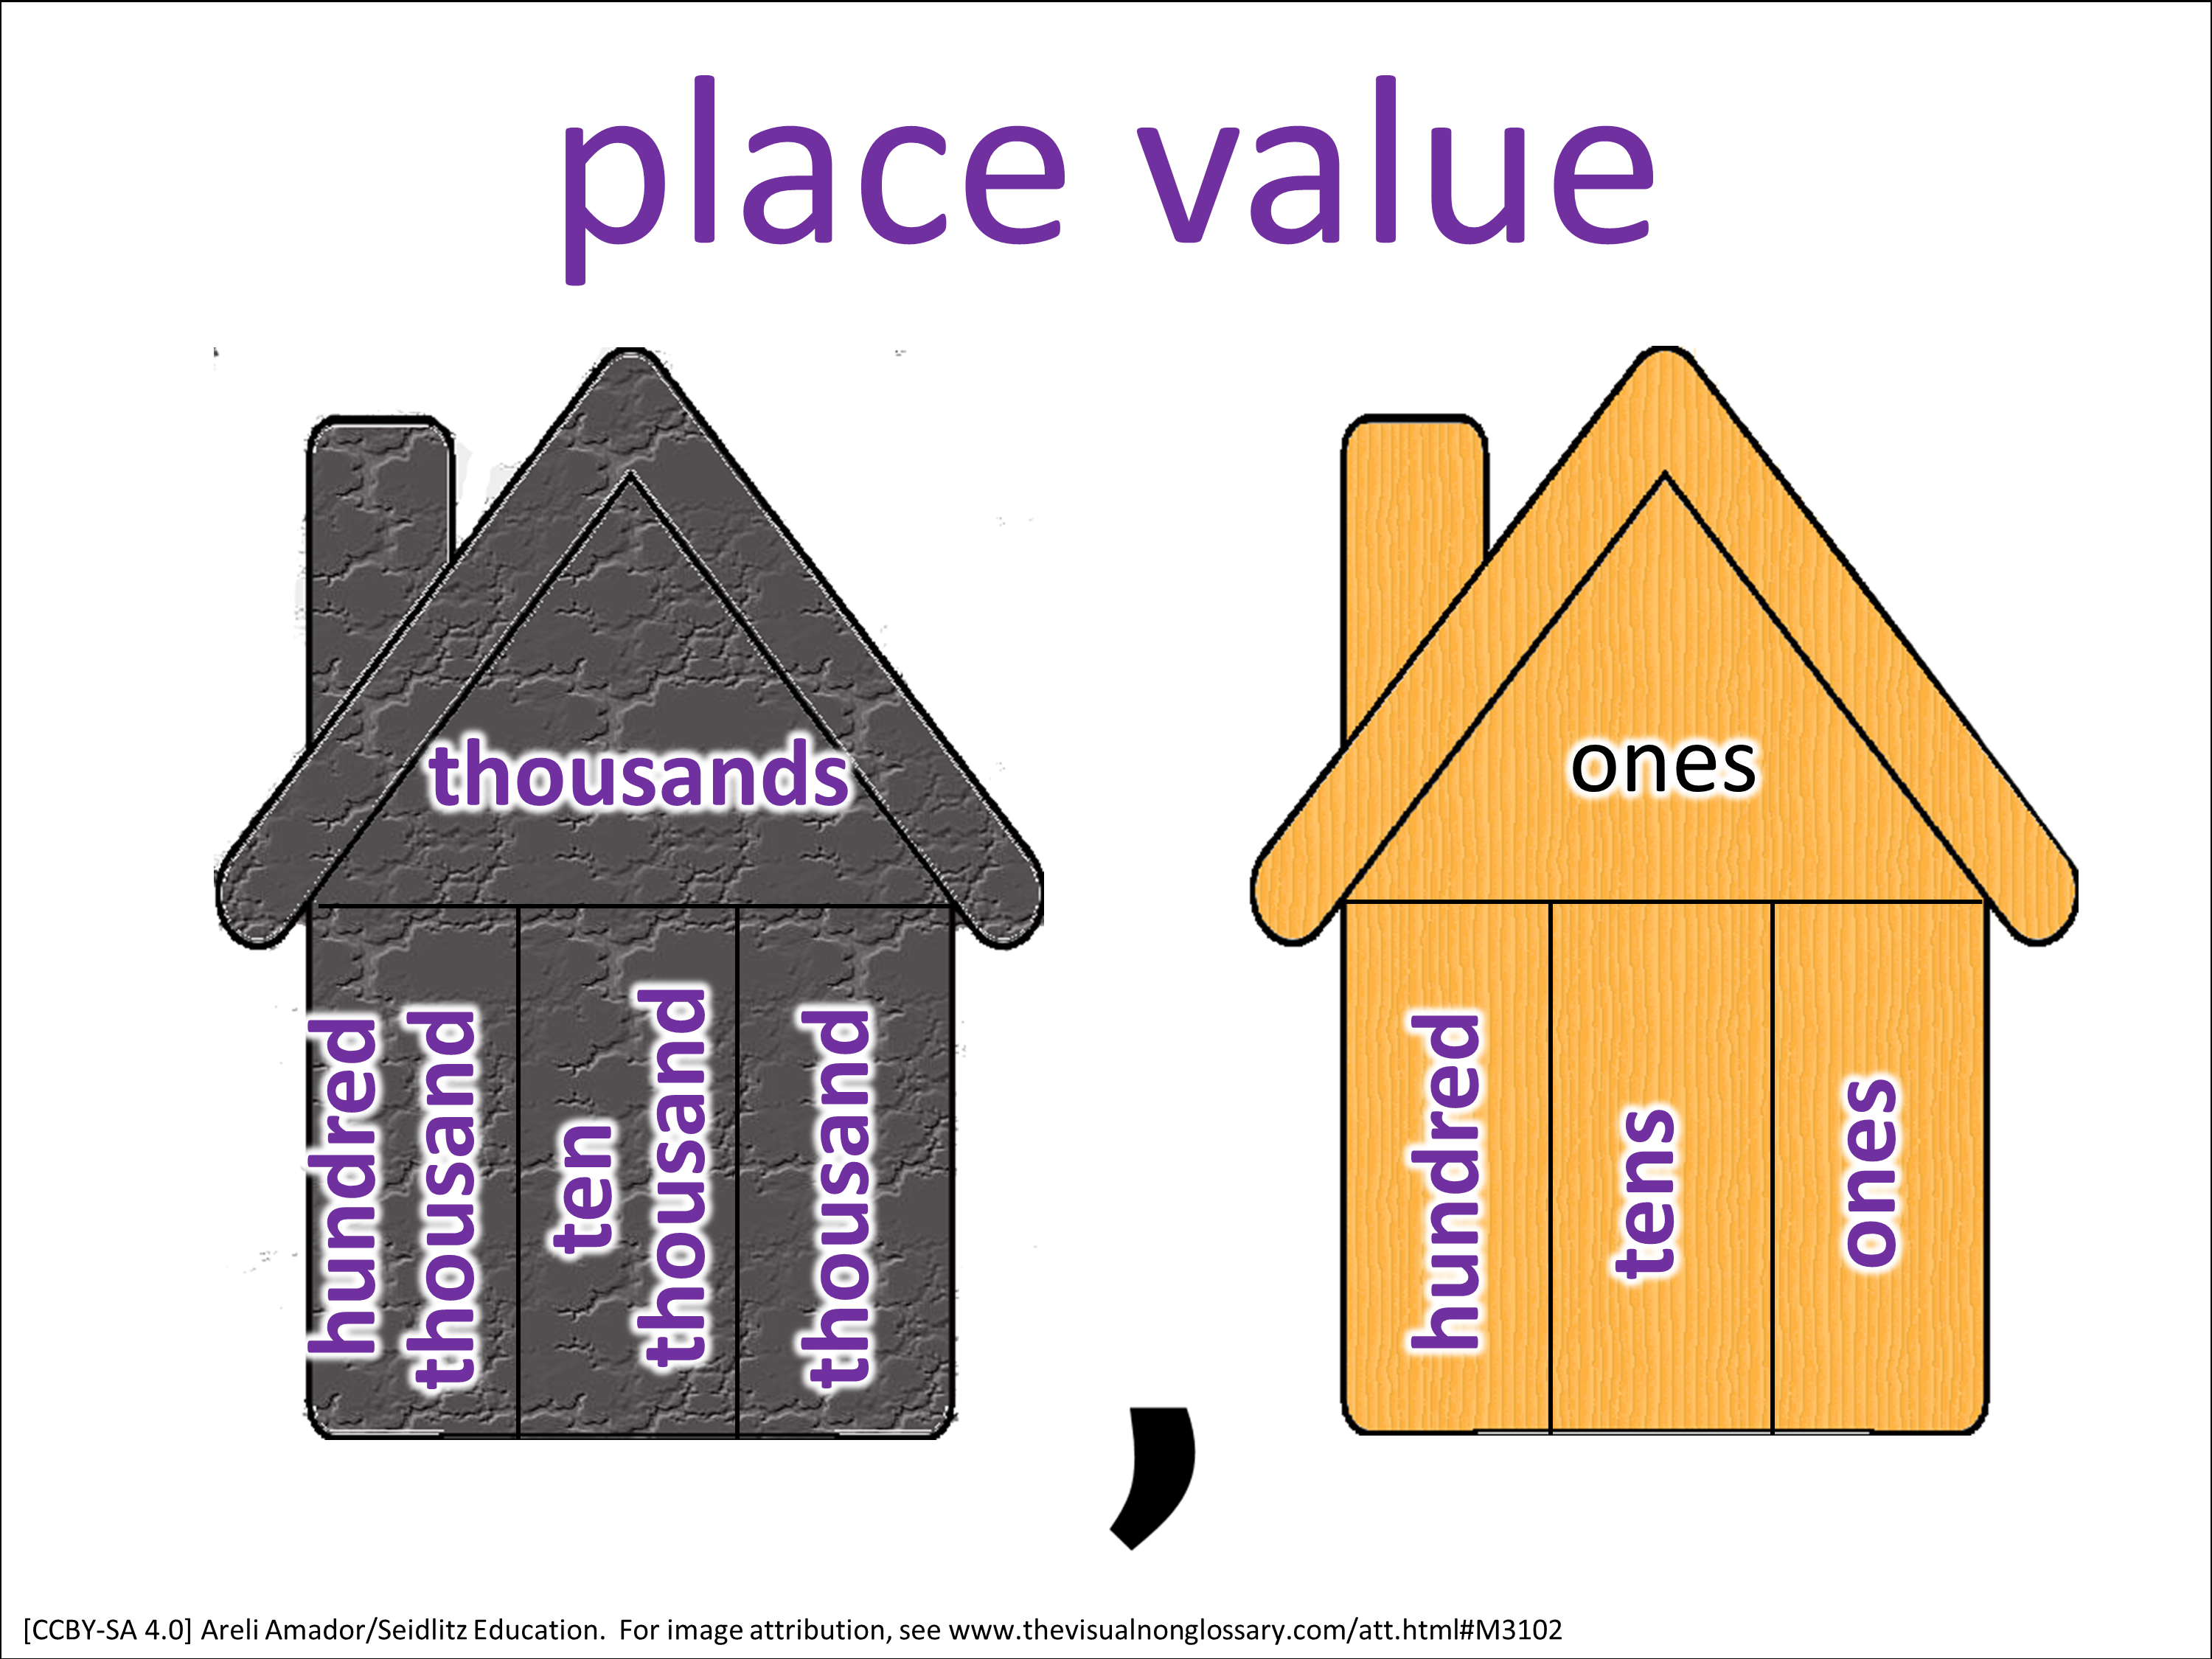 place value
thousands
ones
hundred
thousand
ten
thousand
thousand
,
hundred
tens
ones
[CCBY-SA 4.0] Areli Amador/Seidlitz Education.  For image attribution, see www.thevisualnonglossary.com/att.html#M3102